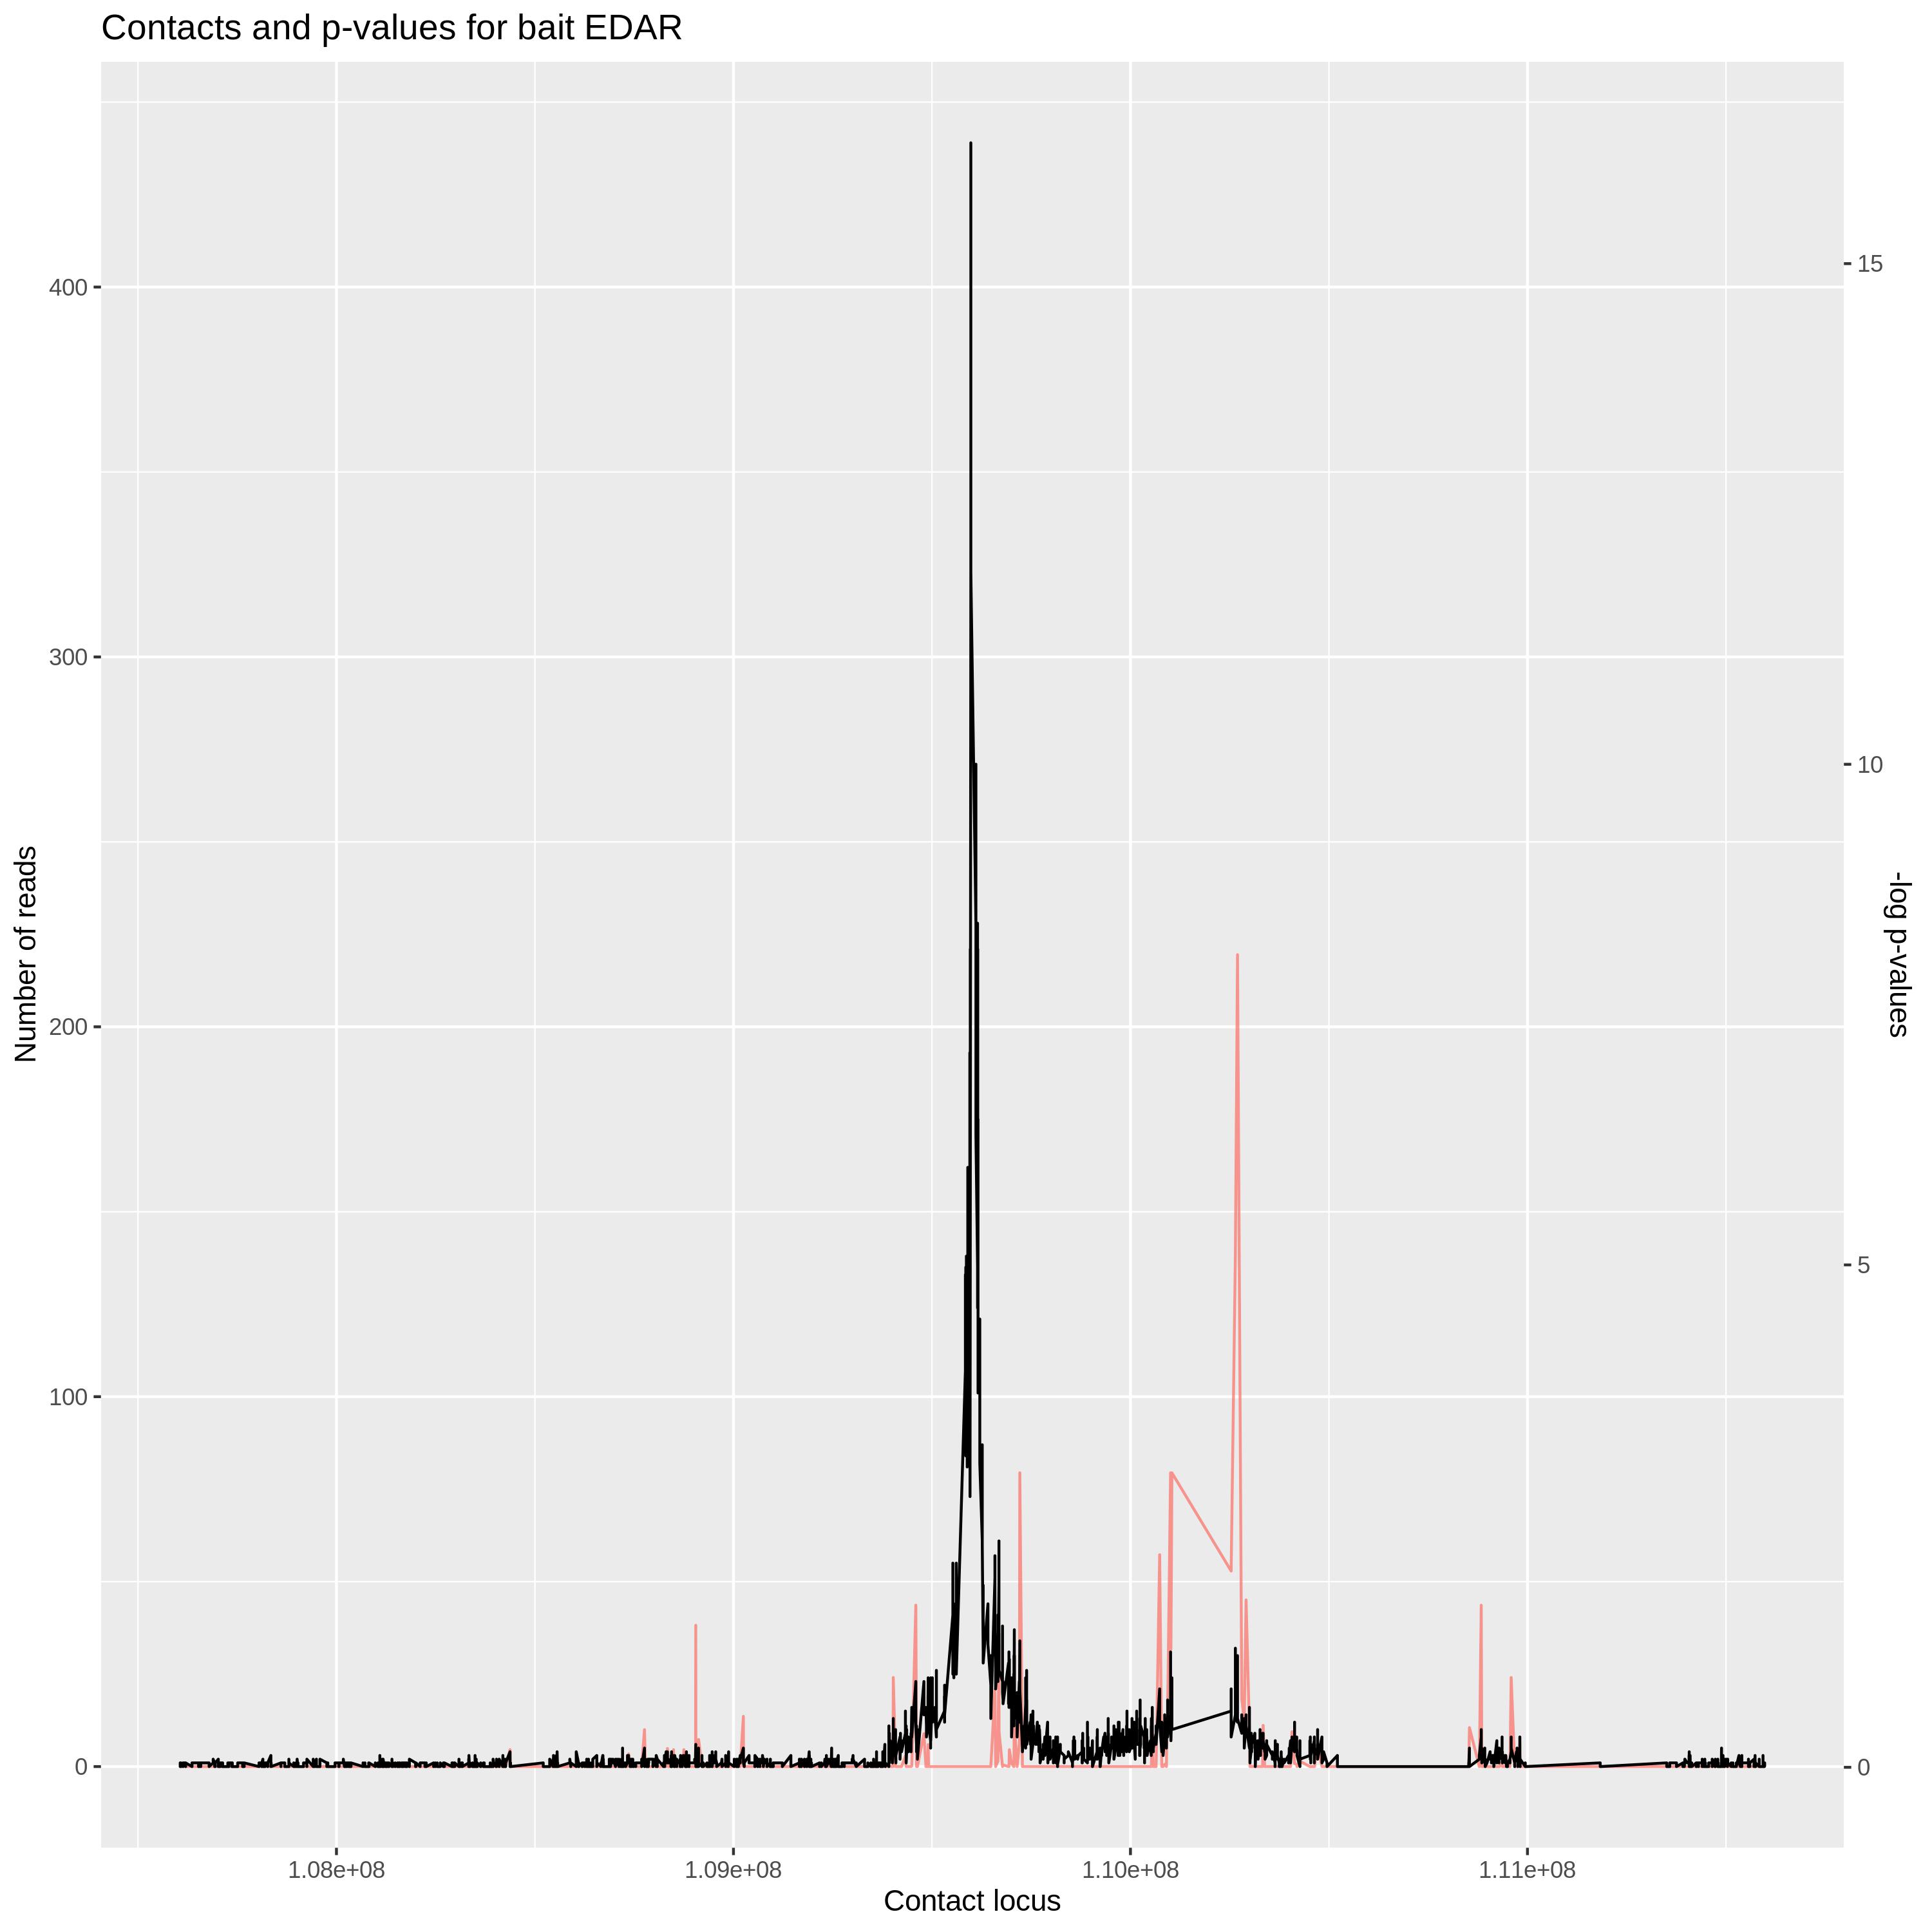 Contacts and p-values for bait EDAR
400
300
200
100
0
Number of reads
15
10
5
0
-log p-values
1.08e+08
1.09e+08
1.10e+08
1.11e+08
Contact locus